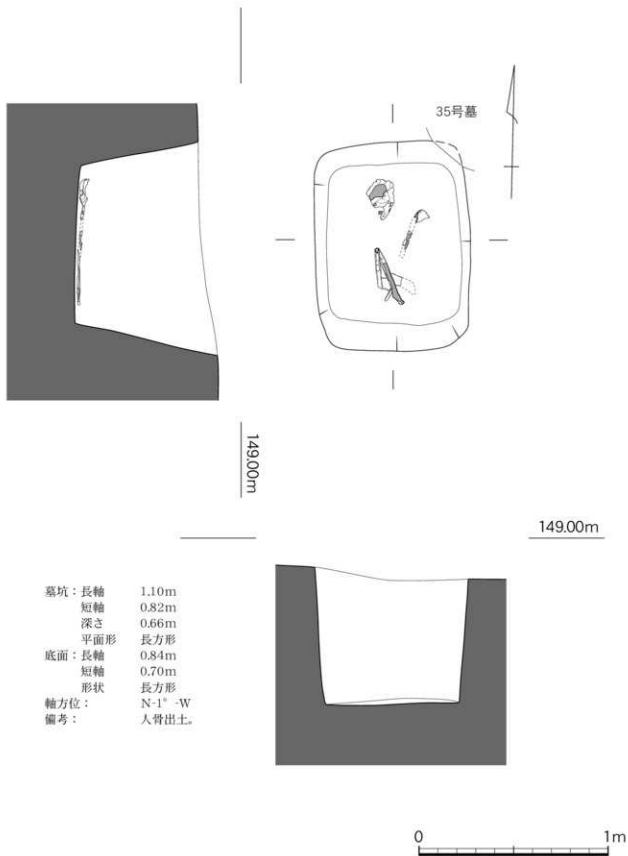 35号墓
149.00m
149.00m
墓坑：長軸 1.10m
短軸 0.82m
深さ 0.66m
平面形 長方形
底面：長軸 0.84m
短軸 0.70m
形状 長方形
軸方位： N-1°-W
備考： 人骨出土。
0 1m